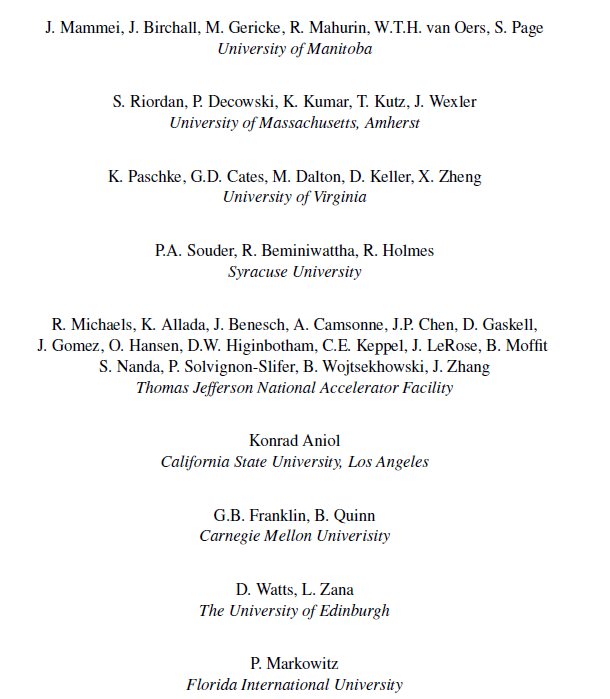 J. Mammei, J. Birchall, M. Gericke, R. Mahurin, W.T.H. van Oers, S. Page
University of Manitoba
S. Riordan, P. Decowski, K. Kumar, T. Kutz, J. Wexler
University of Massachusetts, Amherst
K. Paschke, G.D. Cates, M. Dalton, D. Keller, X. Zheng
University of Virginia
P.A. Souder, R. Beminiwattha, R. Holmes
Syracuse University
R. Michaels, K. Allada, J. Benesch, A. Camsonne, J.P. Chen, D. Gaskell,
J. Gomez, O. Hansen, D.W. Higinbotham, C.E. Keppel, J. LeRose, B. Moffit
S. Nanda, P. Solvignon-Slifer, B. Wojtsekhowski, J. Zhang
Thomas Jefferson National Accelerator Facility
Konrad Aniol
California State University, Los Angeles
G.B. Franklin, B. Quinn
Carnegie Mellon Univerisity
D. Watts, L. Zana
The University of Edinburgh
P. Markowitz
Florida International University